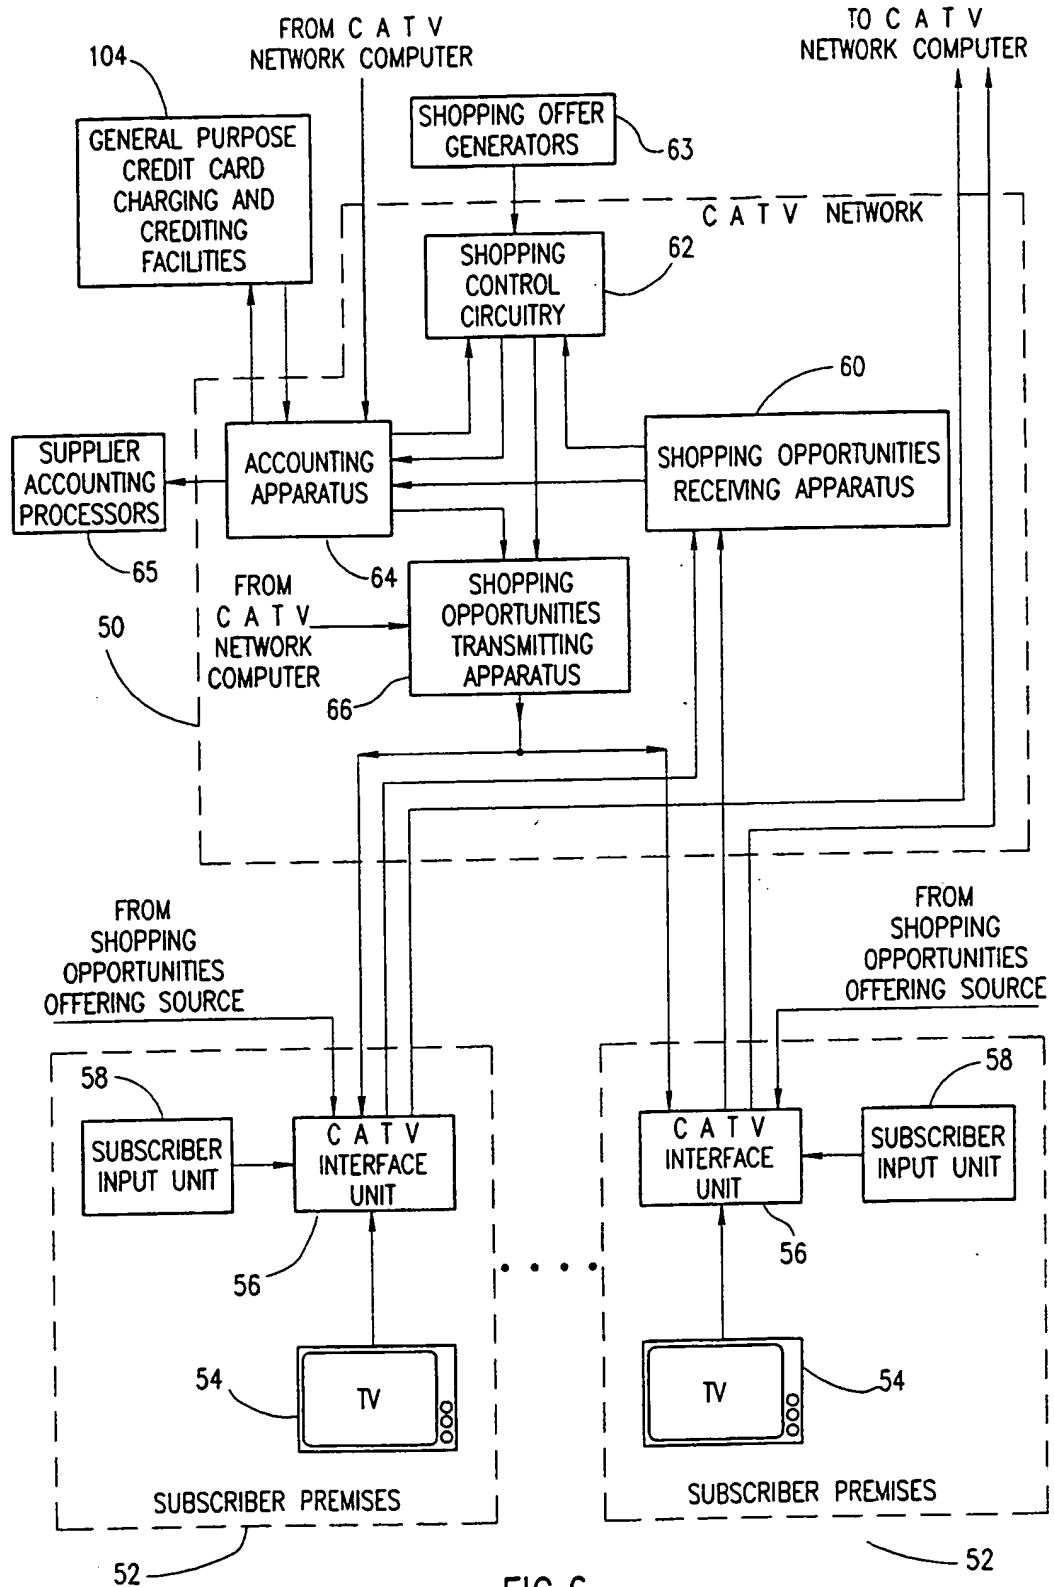 FROM C A T V
NETWORK COMPUTER
TO C A T V
NETWORK COMPUTER
104
GENERAL PURPOSE
CREDIT CARD
CHARGING AND
CREDITING
FACILITIES
SHOPPING OFFER
GENERATORS
63
C A T V NETWORK
SHOPPING
CONTROL
CIRCUITRY
62
60
SUPPLIER
ACCOUNTING
PROCESSORS
65
ACCOUNTING
APPARATUS
64
SHOPPING OPPORTUNITIES
RECEIVING APPARATUS
50
FROM
C A T V
NETWORK
COMPUTER
SHOPPING
OPPORTUNITIES
TRANSMITTING
APPARATUS
66
FROM
SHOPPING
OPPORTUNITIES
OFFERING SOURCE
FROM
SHOPPING
OPPORTUNITIES
OFFERING SOURCE
58
SUBSCRIBER
INPUT UNIT
C A T V
INTERFACE
UNIT
56
C A T V
INTERFACE
UNIT
56
58
SUBSCRIBER
INPUT UNIT
54
TV
TV
54
SUBSCRIBER PREMISES
SUBSCRIBER PREMISES
52
52
FIG.6